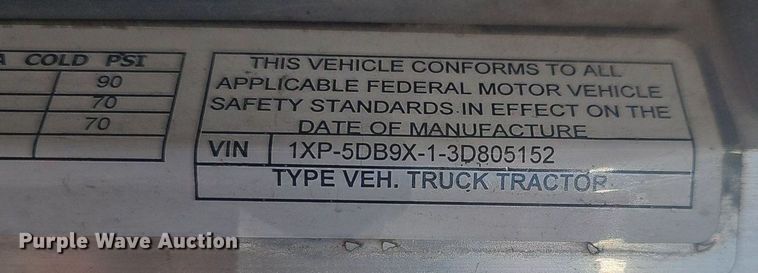 A COLD PSI
90
70
70
THIS VEHICLE CONFORMS TO ALL
APPLICABLE FEDERAL MOTOR VEHICLE
SAFETY STANDARDS IN EFFECT ON THE
DATE OF MANUFACTURE
VIN 1XP-5DB9X-1-3D805152
TYPE VEH. TRUCK TRACTOR
Purple Wave Auction